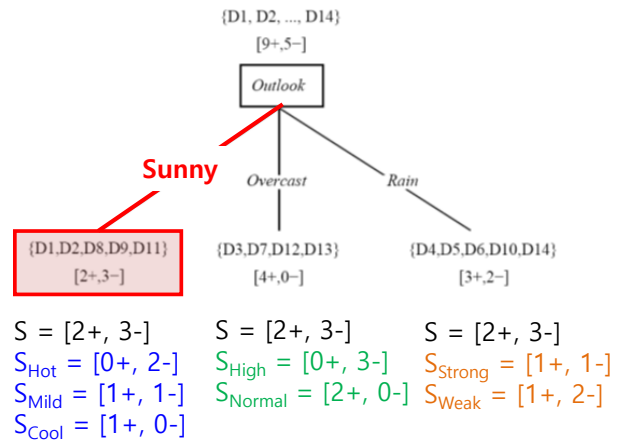 {D1, D2, ..., D14}
[9+,5−]
Outlook
Sunny
Overcast
Rain
{D1,D2,D8,D9,D11}
[2+,3−]
{D3,D7,D12,D13}
[4+,0−]
{D4,D5,D6,D10,D14}
[3+,2−]
S = [2+, 3-]
SHot = [0+, 2-]
SMild = [1+, 1-]
SCool = [1+, 0-]
S = [2+, 3-]
SHigh = [0+, 3-]
SNormal = [2+, 0-]
S = [2+, 3-]
SStrong = [1+, 1-]
SWeak = [1+, 2-]